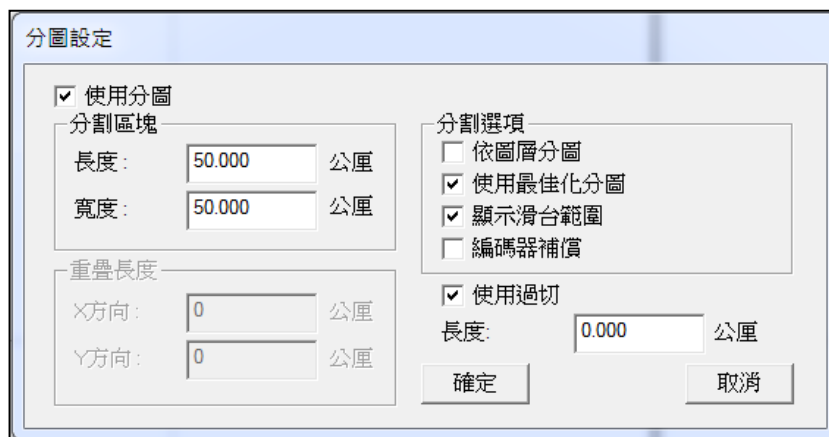 分圖設定
使用分圖
分割區塊
長度：
50.000
公厘
寬度：
50.000
公厘
重疊長度
X方向：
0
公厘
Y方向：
0
公厘
分割選項
依圖層分圖
使用最佳化分圖
顯示滑台範圍
編碼器補償
使用過切
長度:
0.000
公厘
確定
取消